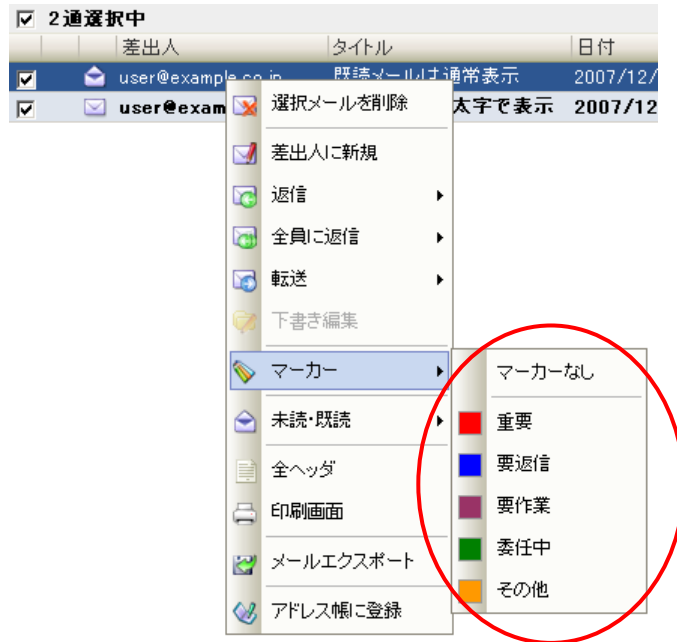 2通選択中
差出人 タイトル 日付
user@example.co.jp 既読メールは通常表示 2007/12/
user@exam 太字で表示 2007/12
選択メールを削除
差出人に新規
返信
全員に返信
転送
下書き編集
マーカー
未読・既読
全ヘッダ
印刷画面
メールエクスポート
アドレス帳に登録
マーカーなし
重要
要返信
要作業
委任中
その他